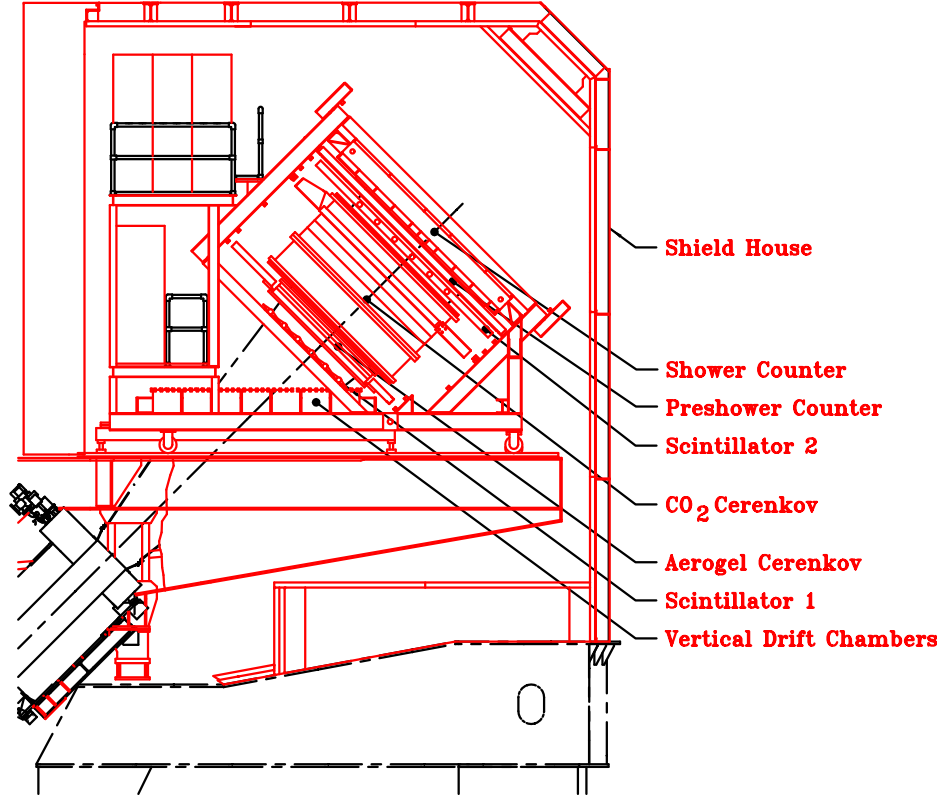 Shield House
Shower Counter
Preshower Counter
Scintillator 2
CO2 Cerenkov
Aerogel Cerenkov
Scintillator 1
Vertical Drift Chambers